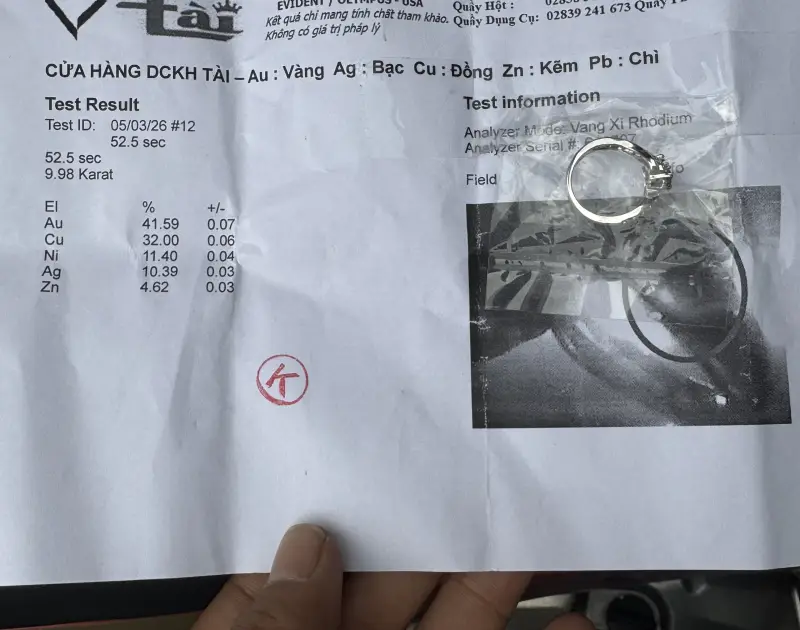 Tài
EVIDENT / OLYMPUS - USA
Kết quả chỉ mang tính chất tham khảo.
Không có giá trị pháp lý
Quầy Hột :
Quầy Dụng Cụ: 02839 241 673
CỬA HÀNG DCKH TÀI – Au : Vàng Ag : Bạc Cu : Đồng Zn : Kẽm Pb : Chì
Test Result
Test ID: 05/03/26 #12
52.5 sec
52.5 sec
9.98 Karat
El % +/-
Au 41.59 0.07
Cu 32.00 0.06
Ni 11.40 0.04
Ag 10.39 0.03
Zn 4.62 0.03
Test information
Analyzer Mode: Vang Xi Rhodium
Analyzer Serial #:
Field
KT